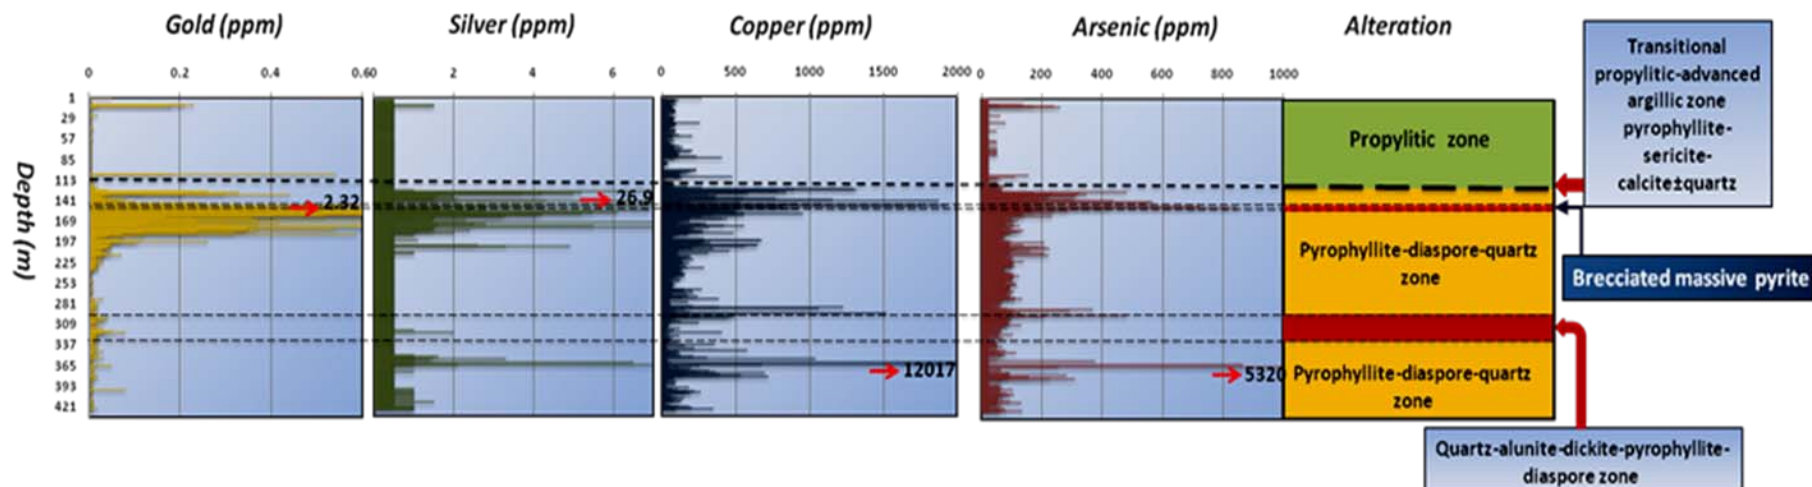 Gold (ppm)
Silver (ppm)
Copper (ppm)
Arsenic (ppm)
Alteration
0 0.2 0.4 0.60 2 4 6 0 500 1000 1500 2000 0 200 400 600 800 1000
Depth (m)
1
29
57
85
113
141
169
197
225
253
281
309
337
365
393
421
2.32
26.9
12017
5320
Propylitic zone
Pyrophyllite-diaspore-quartz
zone
Pyrophyllite-diaspore-quartz
zone
Transitional
propylitic-advanced
argillic zone
pyrophyllite-
sericite-
calcite±quartz
Brecciated massive pyrite
Quartz-alunite-dickite-pyrophyllite-
diaspore zone